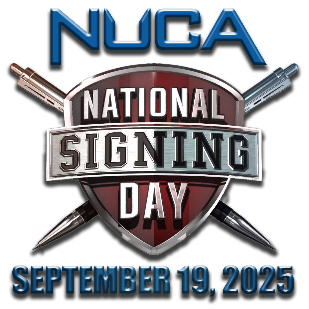 NUCA
NATIONAL
SIGNING
DAY
SEPTEMBER 19, 2025